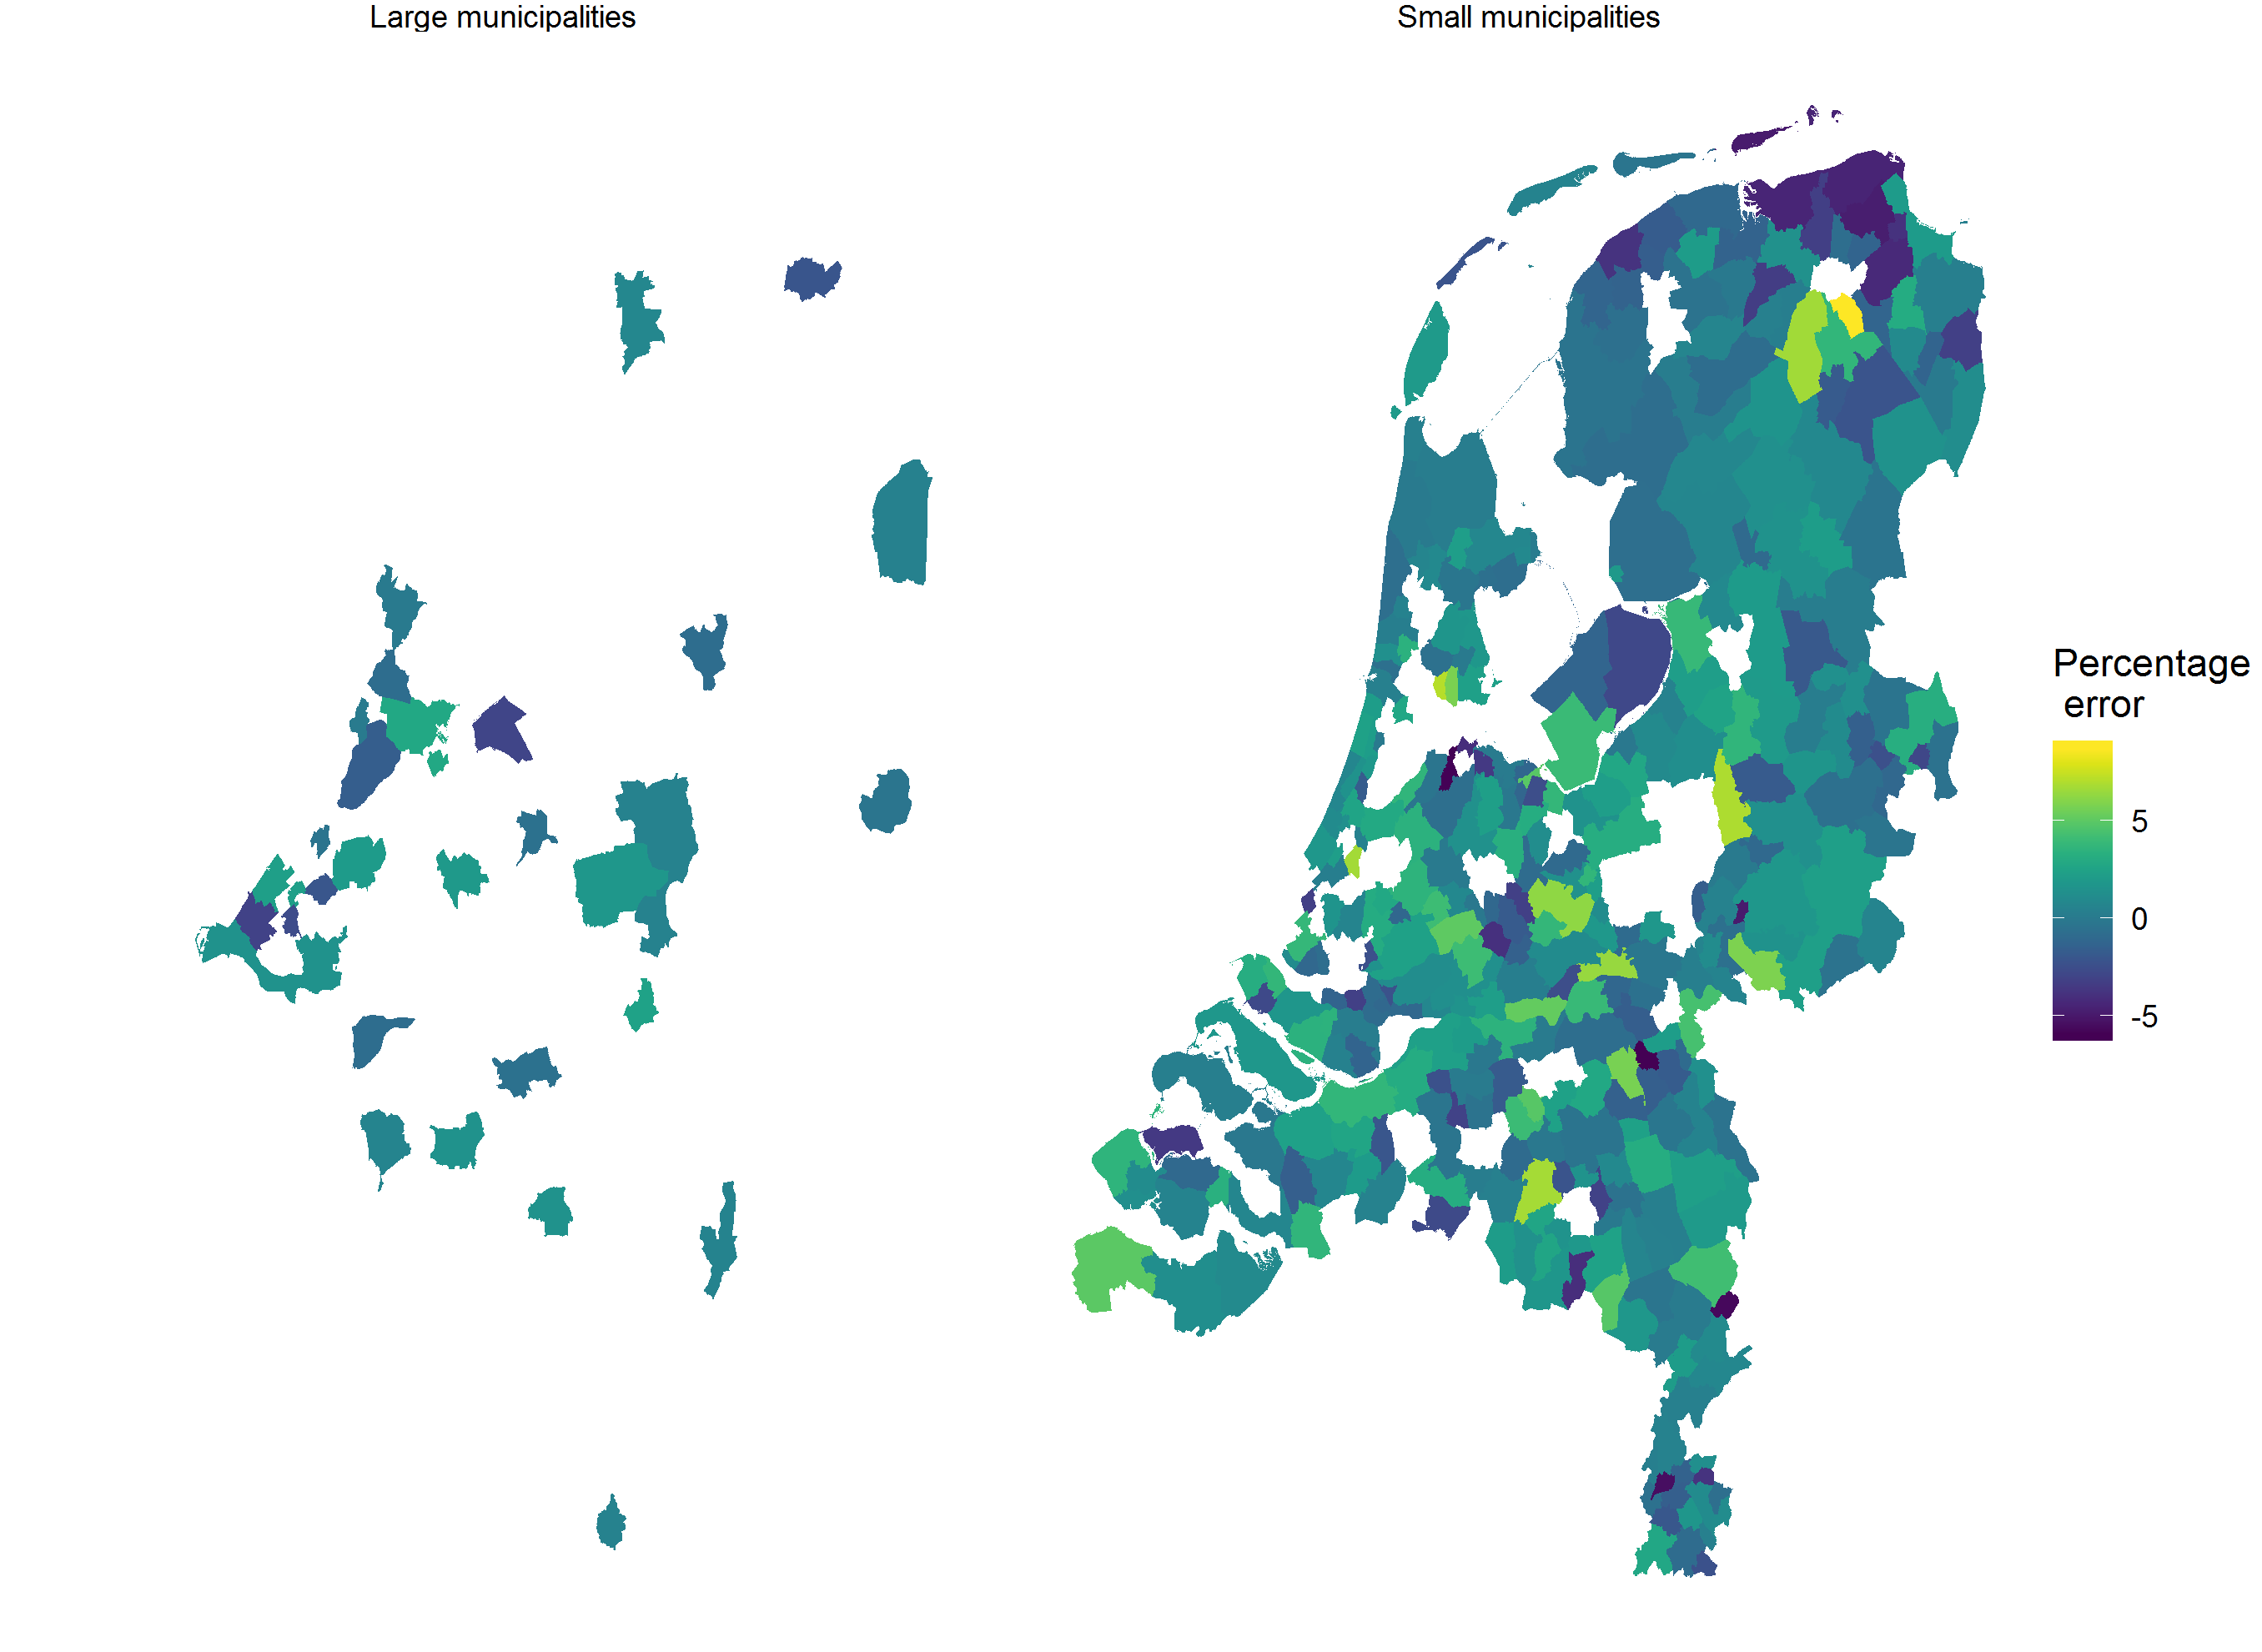 Large municipalities
Small municipalities
Percentage
error
5
0
-5